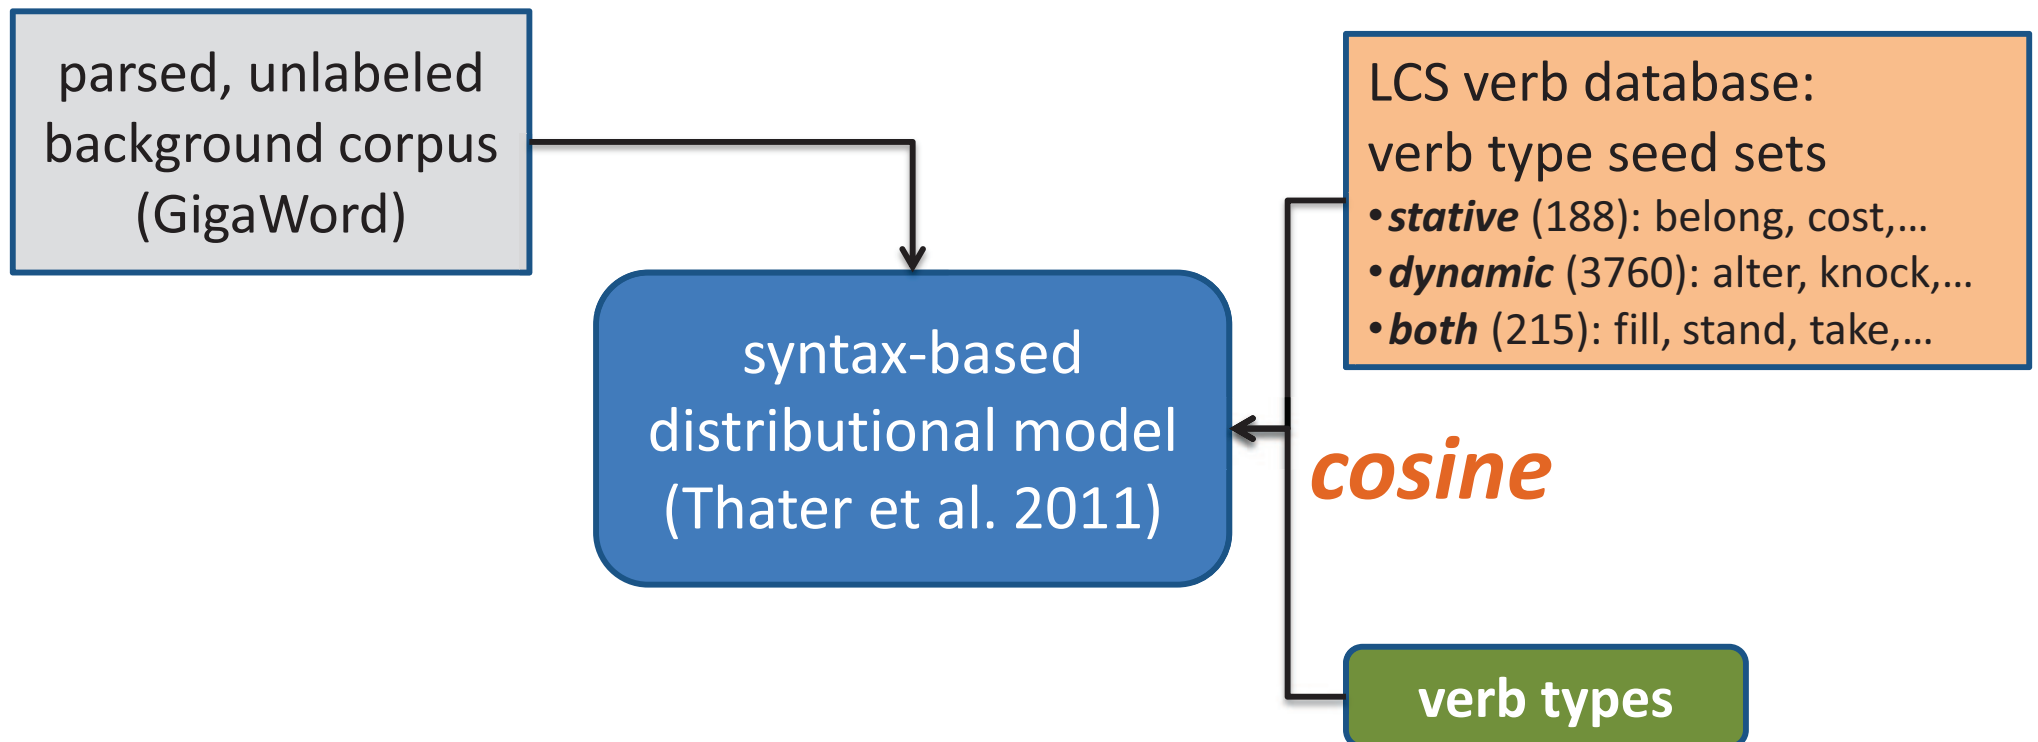 parsed, unlabeled
background corpus
(GigaWord)
LCS verb database:
verb type seed sets
•stative (188): belong, cost,…
•dynamic (3760): alter, knock,…
•both (215): fill, stand, take,…
syntax-based
distributional model
(Thater et al. 2011)
cosine
verb types